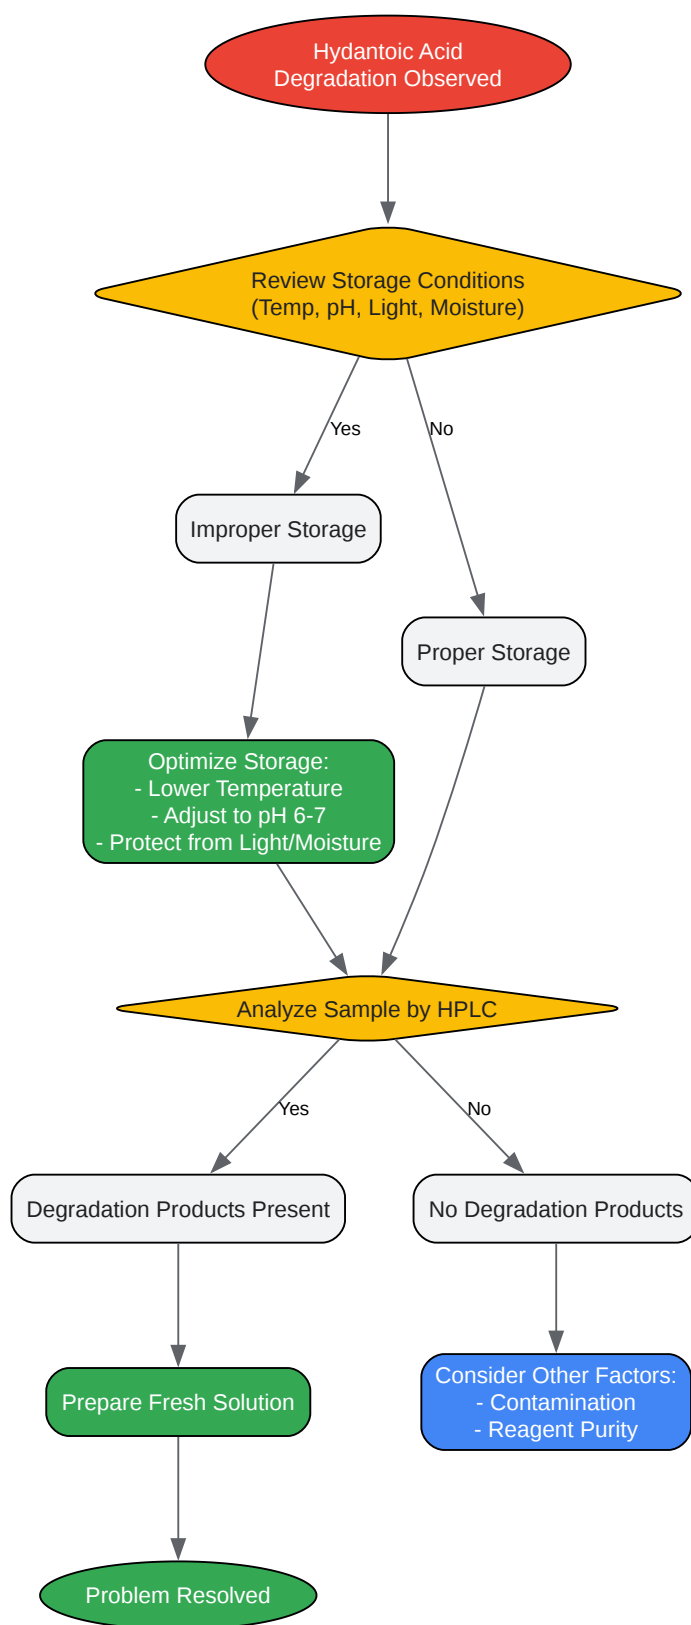 Hydantoic Acid
Degradation Observed
Review Storage Conditions
(Temp, pH, Light, Moisture)
Yes
No
Improper Storage
Proper Storage
Optimize Storage:
- Lower Temperature
- Adjust to pH 6-7
- Protect from Light/Moisture
Analyze Sample by HPLC
Yes
No
Degradation Products Present
No Degradation Products
Prepare Fresh Solution
Consider Other Factors:
- Contamination
- Reagent Purity
Problem Resolved